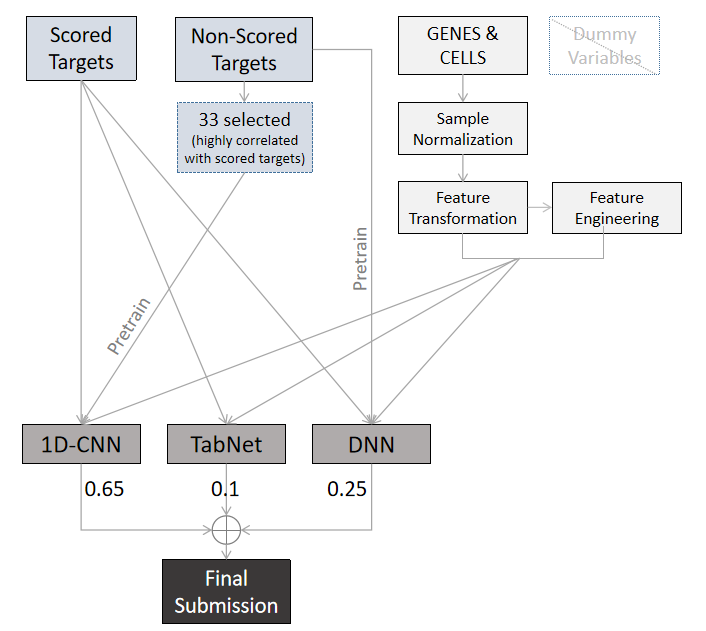 Scored
Targets
Non-Scored
Targets
GENES &
CELLS
Dummy
Variables
33 selected
(highly correlated
with scored targets)
Sample
Normalization
Feature
Transformation
Feature
Engineering
Pretrain
Pretrain
1D-CNN
TabNet
DNN
0.65
0.1
0.25
Final
Submission